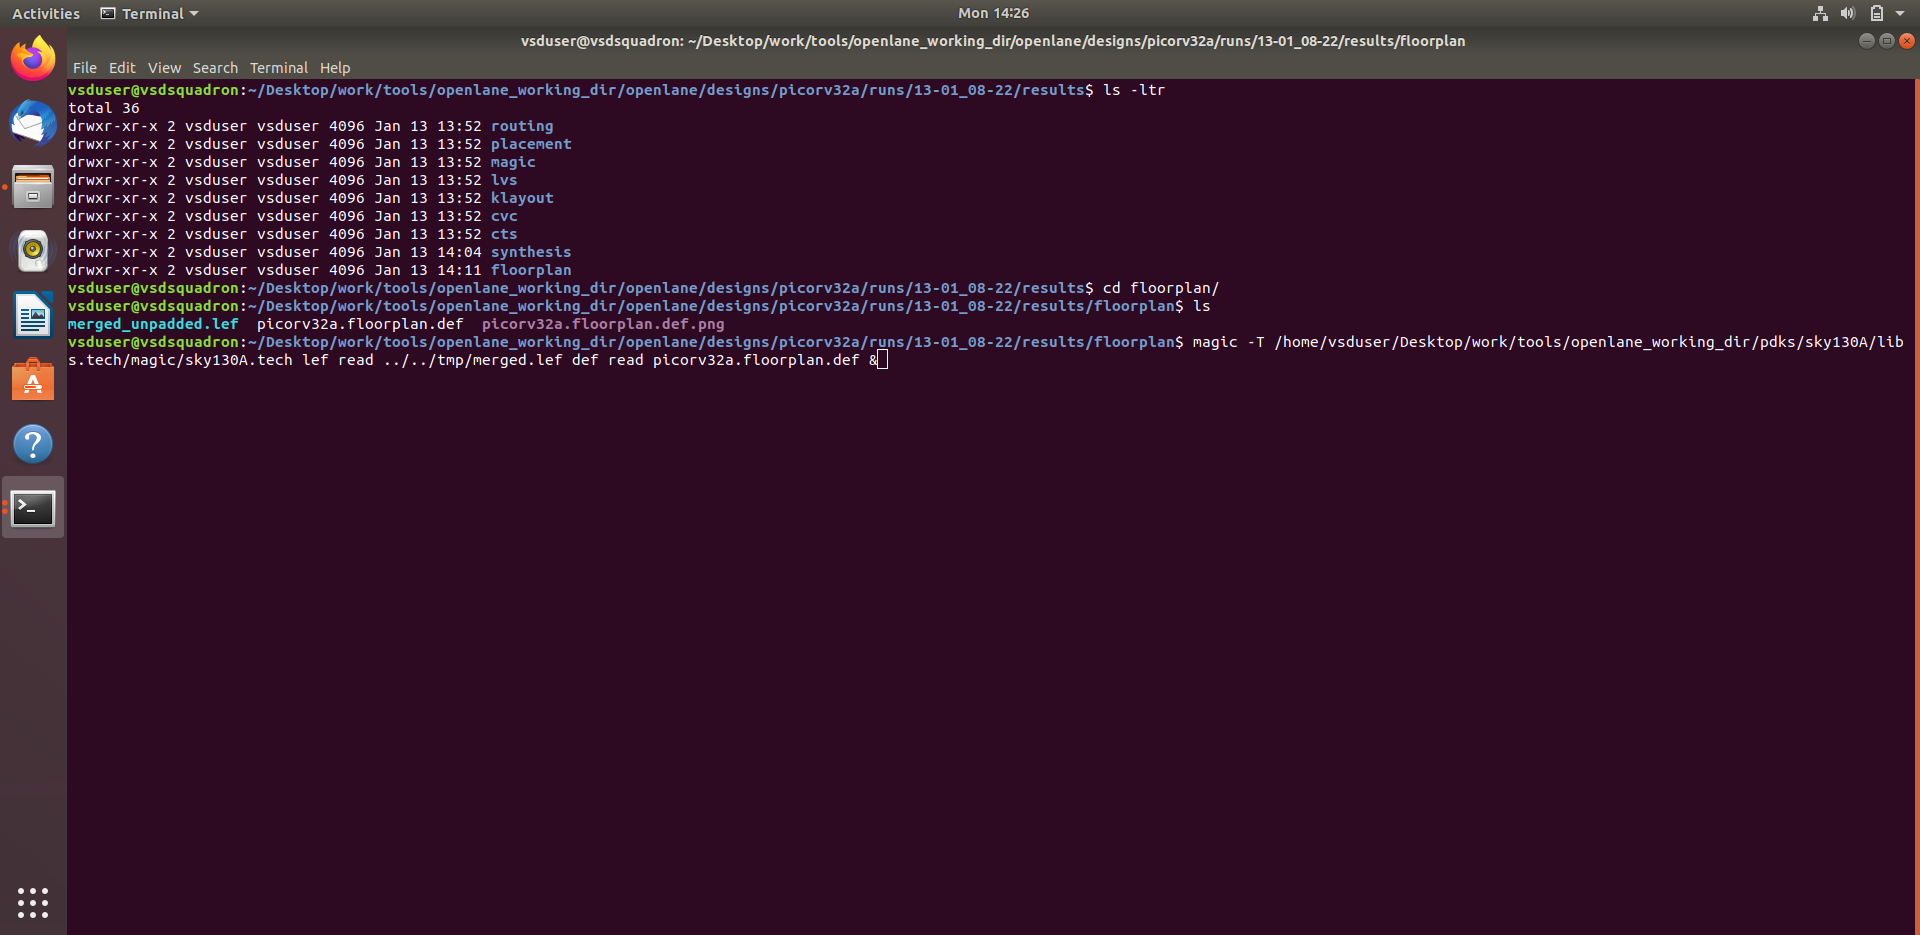 Activities Terminal Mon 14:26
vsduser@vsdsquadron: ~/Desktop/work/tools/openlane_working_dir/openlane/designs/picorv32a/runs/13-01_08-22/results/floorplan
File Edit View Search Terminal Help
vsduser@vsdsquadron:~/Desktop/work/tools/openlane_working_dir/openlane/designs/picorv32a/runs/13-01_08-22/results$ ls -ltr
total 36
drwxr-xr-x 2 vsduser vsduser 4096 Jan 13 13:52 routing
drwxr-xr-x 2 vsduser vsduser 4096 Jan 13 13:52 placement
drwxr-xr-x 2 vsduser vsduser 4096 Jan 13 13:52 magic
drwxr-xr-x 2 vsduser vsduser 4096 Jan 13 13:52 lvs
drwxr-xr-x 2 vsduser vsduser 4096 Jan 13 13:52 klayout
drwxr-xr-x 2 vsduser vsduser 4096 Jan 13 13:52 cvc
drwxr-xr-x 2 vsduser vsduser 4096 Jan 13 13:52 cts
drwxr-xr-x 2 vsduser vsduser 4096 Jan 13 14:04 synthesis
drwxr-xr-x 2 vsduser vsduser 4096 Jan 13 14:11 floorplan
vsduser@vsdsquadron:~/Desktop/work/tools/openlane_working_dir/openlane/designs/picorv32a/runs/13-01_08-22/results$ cd floorplan/
vsduser@vsdsquadron:~/Desktop/work/tools/openlane_working_dir/openlane/designs/picorv32a/runs/13-01_08-22/results/floorplan$ ls
merged_unpadded.lef  picorv32a.floorplan.def  picorv32a.floorplan.def.png
vsduser@vsdsquadron:~/Desktop/work/tools/openlane_working_dir/openlane/designs/picorv32a/runs/13-01_08-22/results/floorplan$ magic -T /home/vsduser/Desktop/work/tools/openlane_working_dir/pdks/sky130A/lib
s.tech/magic/sky130A.tech lef read ../../tmp/merged.lef def read picorv32a.floorplan.def &